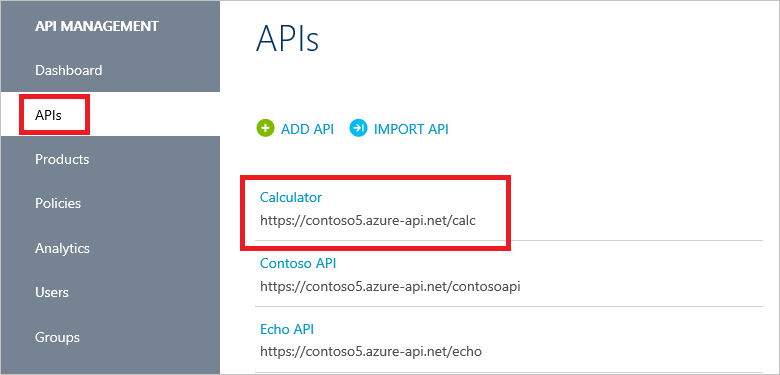 API MANAGEMENT
Dashboard
APIs
Products
Policies
Analytics
Users
Groups
APIs
ADD API IMPORT API
Calculator
https://contoso5.azure-api.net/calc
Contoso API
https://contoso5.azure-api.net/contosoapi
Echo API
https://contoso5.azure-api.net/echo